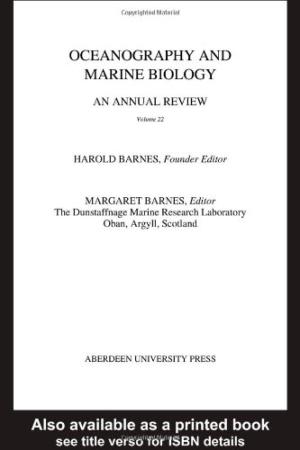 OCEANOGRAPHY AND
MARINE BIOLOGY
AN ANNUAL REVIEW
Volume 22
HAROLD BARNES, Founder Editor
MARGARET BARNES, Editor
The Dunstaffnage Marine Research Laboratory
Oban, Argyll, Scotland
ABERDEEN UNIVERSITY PRESS
Also available as a printed book
see title verso for ISBN details